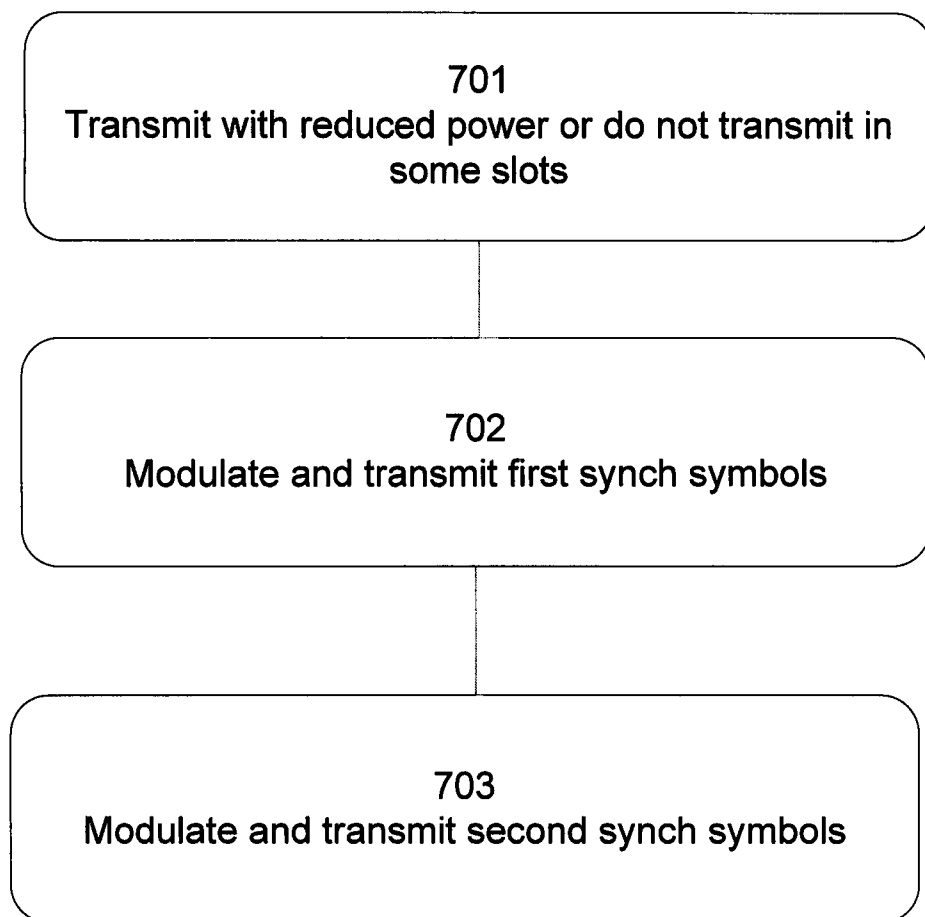 701
Transmit with reduced power or do not transmit in
some slots
702
Modulate and transmit first synch symbols
703
Modulate and transmit second synch symbols